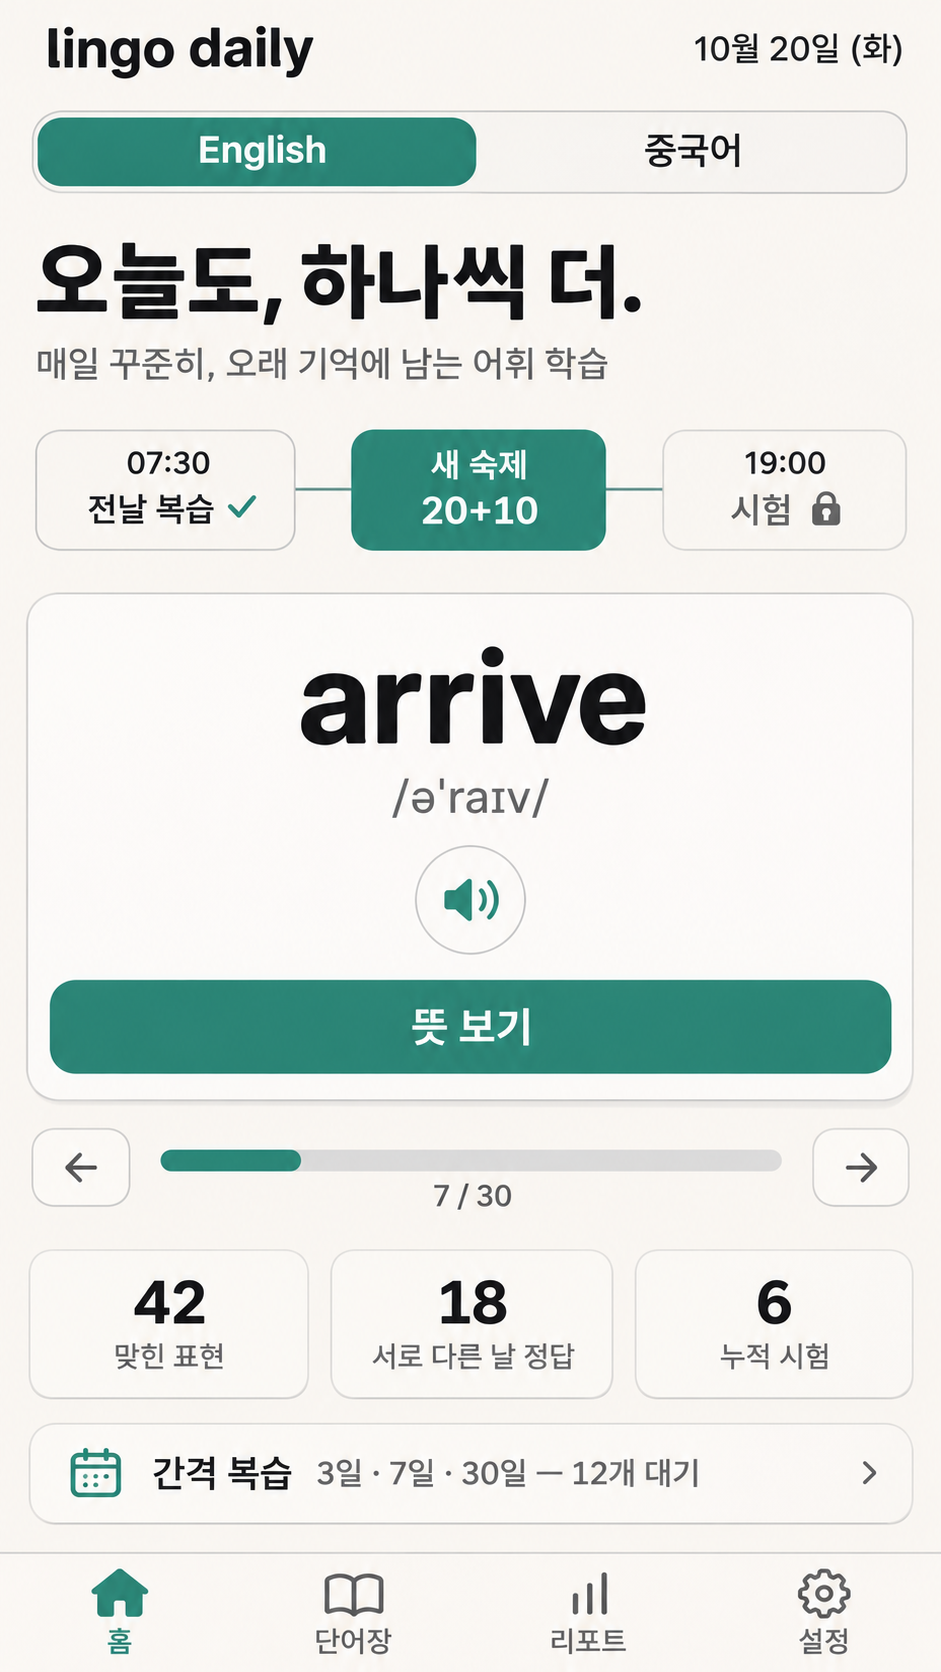 lingo daily
10월 20일 (화)
English
중국어
오늘도, 하나씩 더.
매일 꾸준히, 오래 기억에 남는 어휘 학습
07:30
전날 복습
새 숙제
20+10
19:00
시험
arrive
/əˈraɪv/
뜻 보기
7 / 30
42
맞힌 표현
18
서로 다른 날 정답
6
누적 시험
간격 복습 3일 · 7일 · 30일 — 12개 대기
홈
단어장
리포트
설정